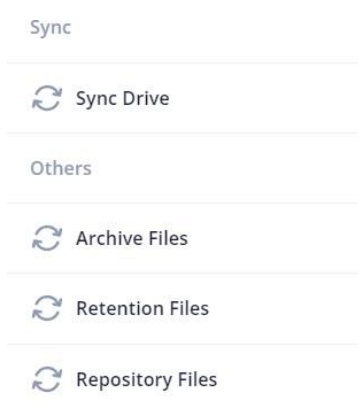 Sync
Sync Drive
Others
Archive Files
Retention Files
Repository Files